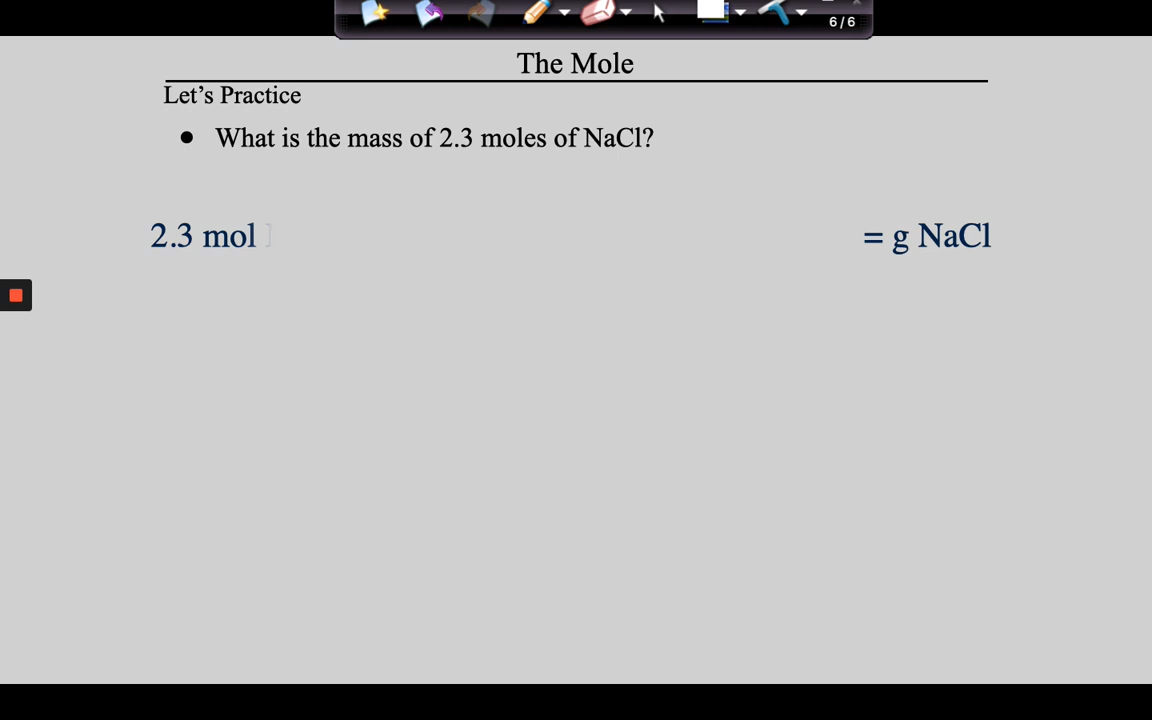 6/6
The Mole
Let’s Practice
● What is the mass of 2.3 moles of NaCl?
2.3 mol = g NaCl